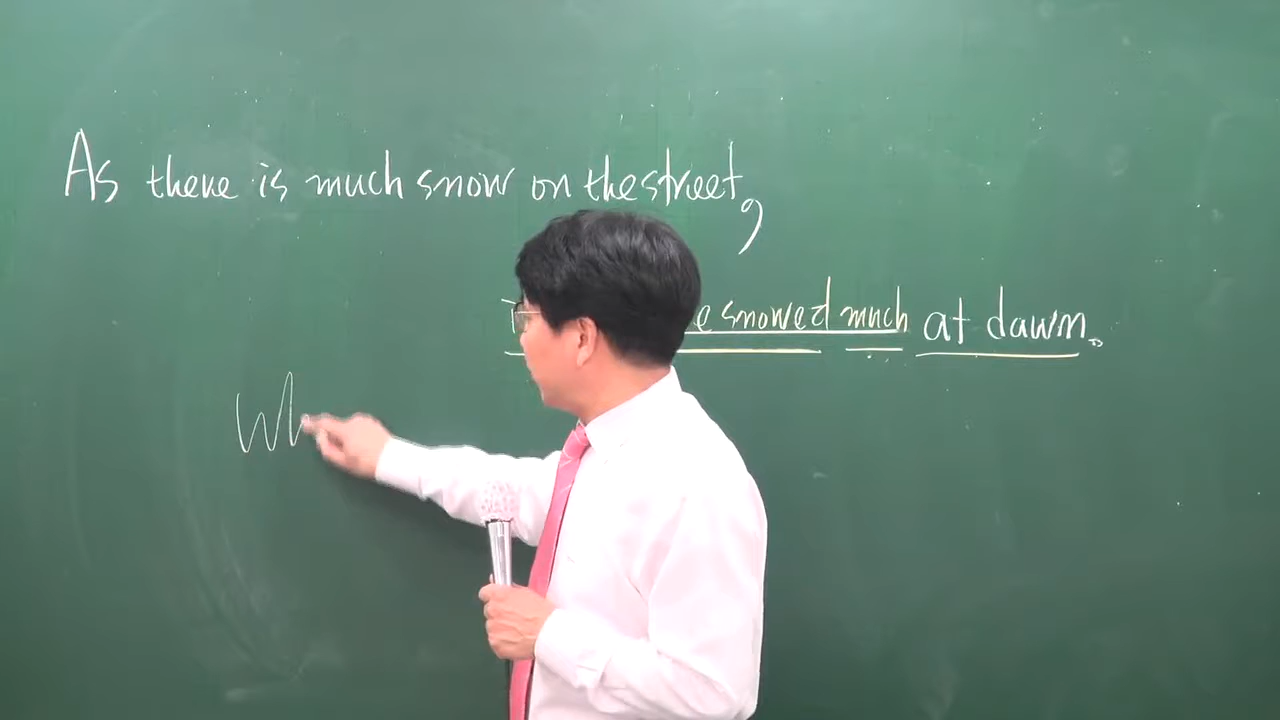 As there is much snow on the street,
snowed much at dawn.
Wh